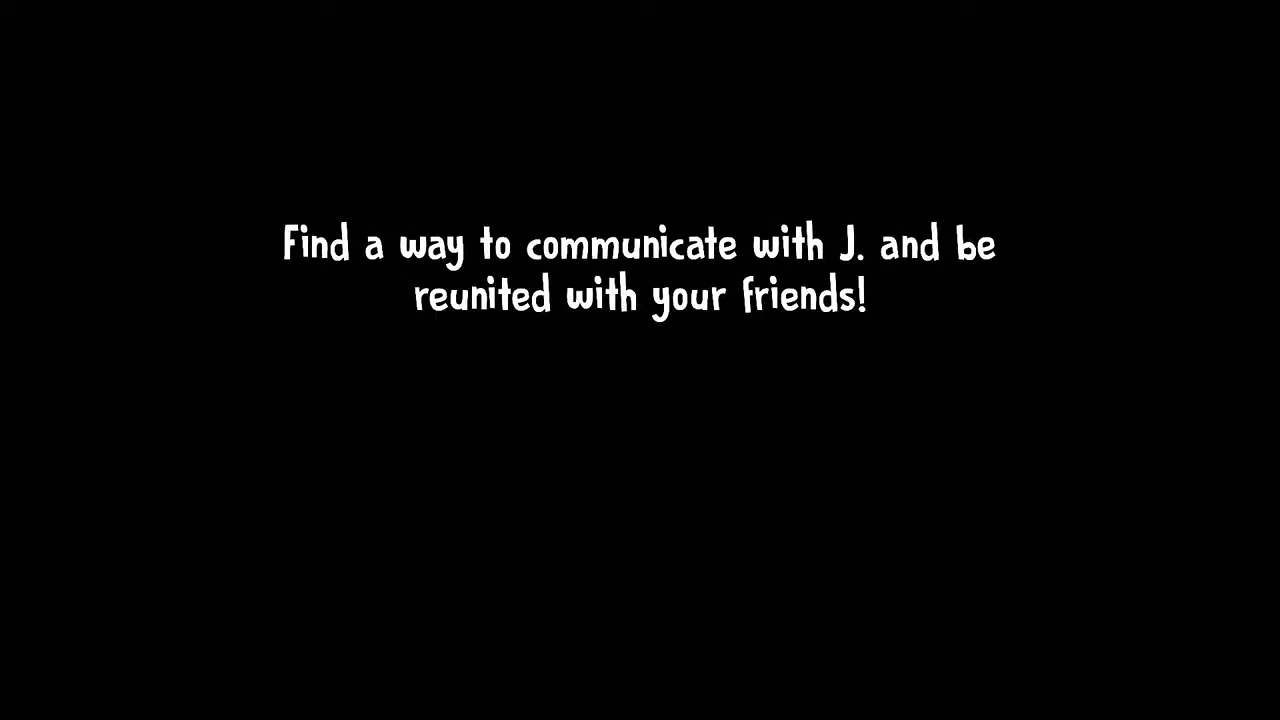 Find a way to communicate with J. and be
reunited with your friends!